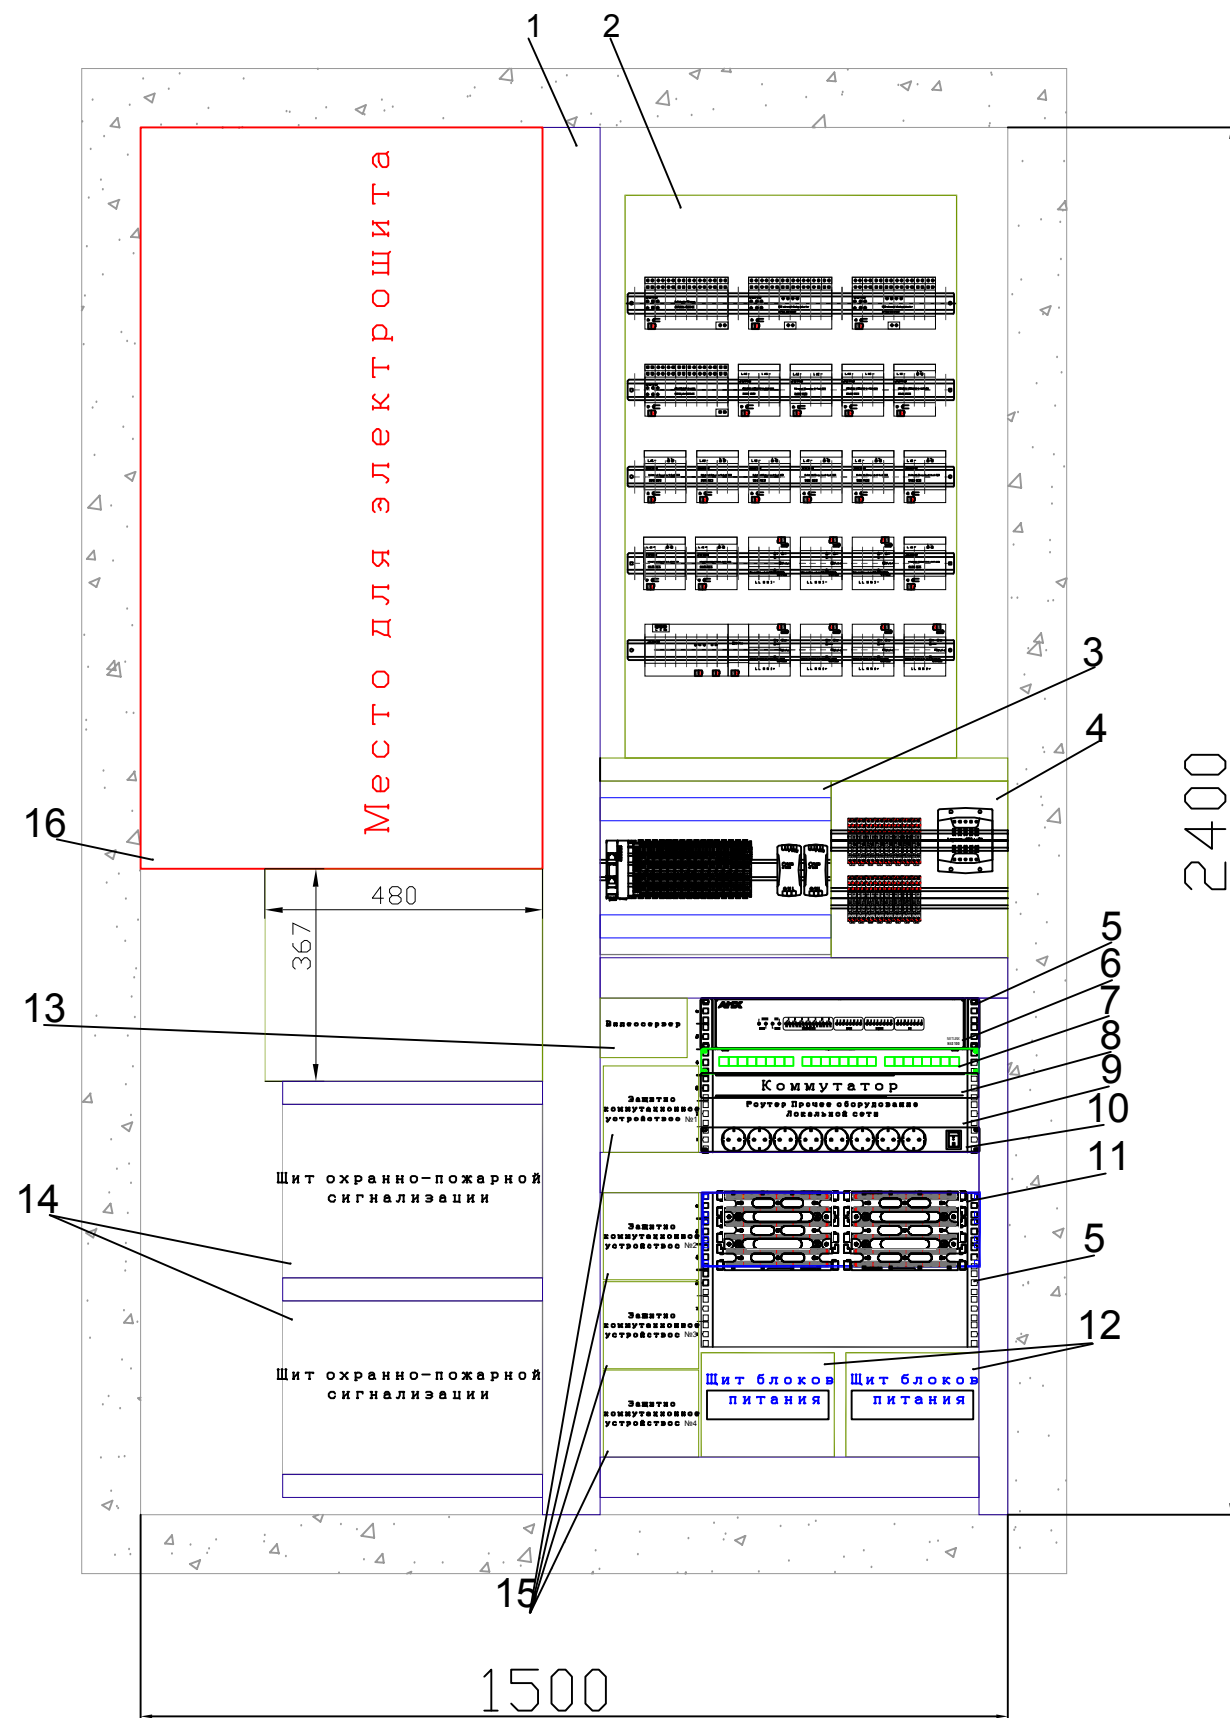 1
2
Место для электрощита
3
4
16
480
367
2400
5
6
7
8
9
10
11
5
12
13
14
15
AMX
Видеосервер
Коммутатор
Роутер Прочее оборудование
Локальной сети
Защитно
коммутационное
устройство №1
Защитно
коммутационное
устройство №2
Защитно
коммутационное
устройство №3
Защитно
коммутационное
устройство №4
Щит охранно-пожарной
сигнализации
Щит охранно-пожарной
сигнализации
Щит блоков
питания
Щит блоков
питания
1500